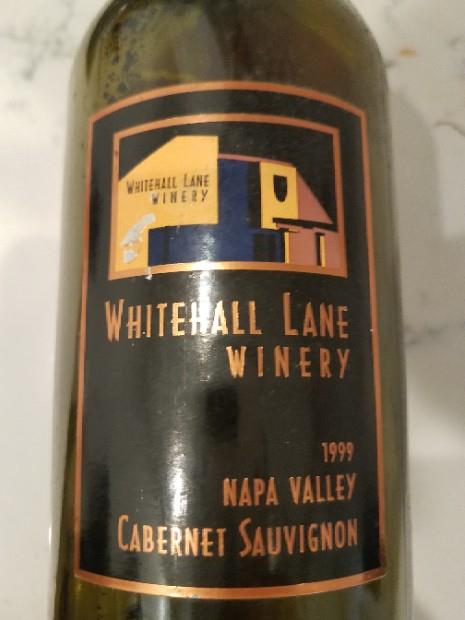 WHITEHALL LANE
WINERY
WHITEHALL LANE
WINERY
1999
NAPA VALLEY
CABERNET SAUVIGNON